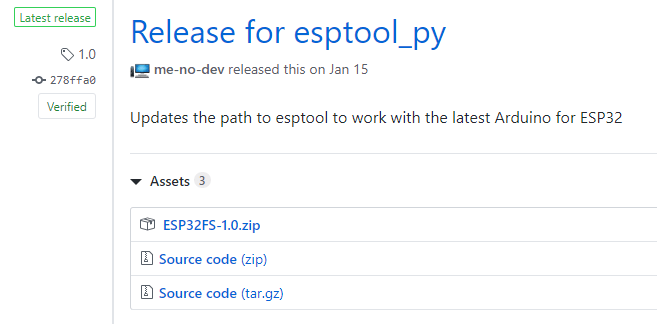 Latest release
1.0
278ffa0
Verified
Release for esptool_py
me-no-dev released this on Jan 15
Updates the path to esptool to work with the latest Arduino for ESP32
Assets 3
ESP32FS-1.0.zip
Source code (zip)
Source code (tar.gz)